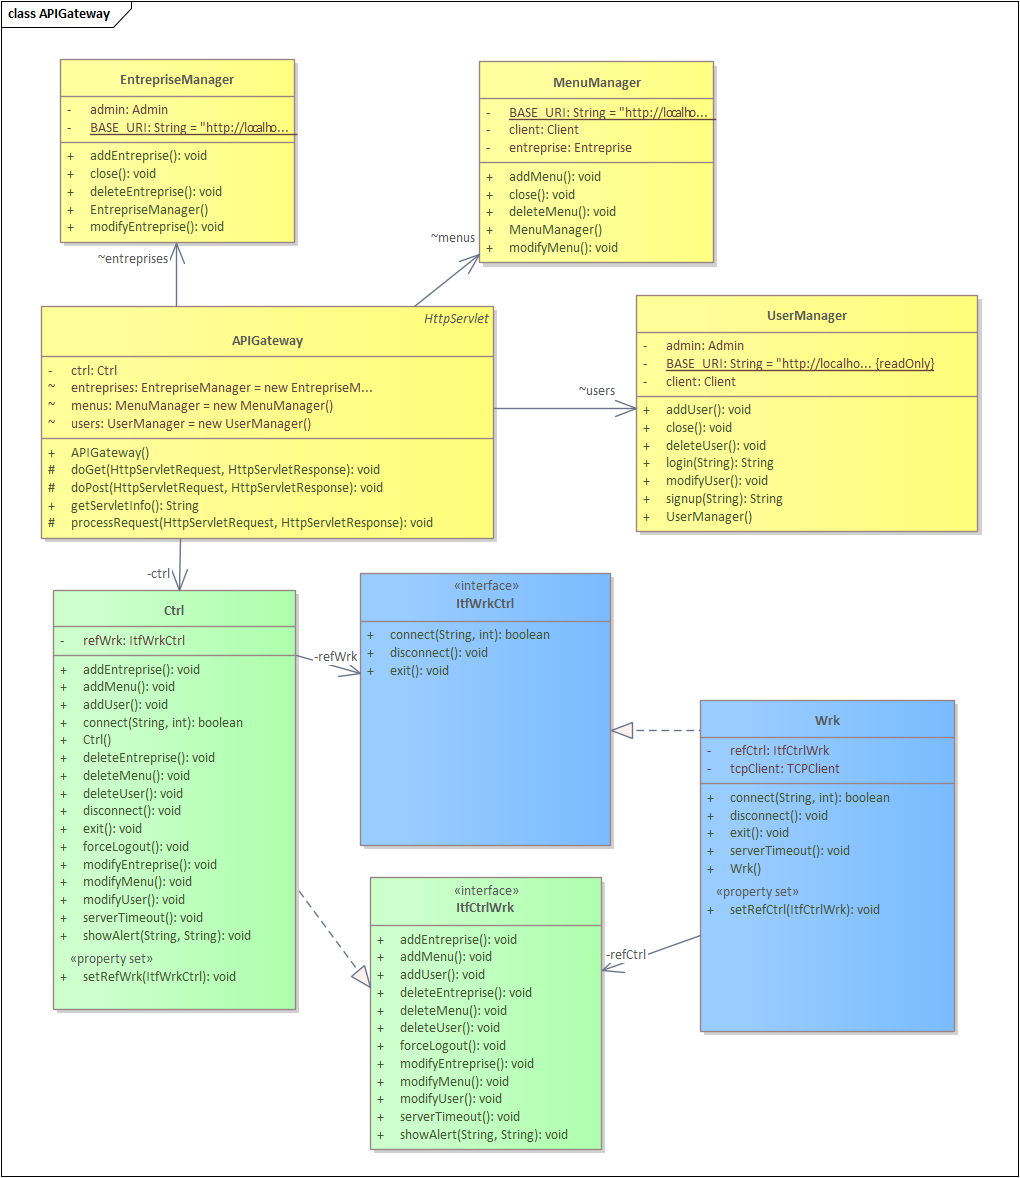 class APIGateway
EntrepriseManager
- admin: Admin
- BASE_URI: String = "http://localho...
+ addEntreprise(): void
+ close(): void
+ deleteEntreprise(): void
+ EntrepriseManager()
+ modifyEntreprise(): void
MenuManager
- BASE_URI: String = "http://localho...
- client: Client
- entreprise: Entreprise
+ addMenu(): void
+ close(): void
+ deleteMenu(): void
+ MenuManager()
+ modifyMenu(): void
~menus
~entreprises
HttpServlet
APIGateway
- ctrl: Ctrl
~ entreprises: EntrepriseManager = new EntrepriseM...
~ menus: MenuManager = new MenuManager()
~ users: UserManager = new UserManager()
+ APIGateway()
# doGet(HttpServletRequest, HttpServletResponse): void
# doPost(HttpServletRequest, HttpServletResponse): void
+ getServletInfo(): String
# processRequest(HttpServletRequest, HttpServletResponse): void
~users
UserManager
- admin: Admin
- BASE_URI: String = "http://localho... {readOnly}
- client: Client
+ addUser(): void
+ close(): void
+ deleteUser(): void
+ login(String): String
+ modifyUser(): void
+ signup(String): String
+ UserManager()
-ctrl
Ctrl
- refWrk: ItfWrkCtrl
+ addEntreprise(): void
+ addMenu(): void
+ addUser(): void
+ connect(String, int): boolean
+ Ctrl()
+ deleteEntreprise(): void
+ deleteMenu(): void
+ deleteUser(): void
+ disconnect(): void
+ exit(): void
+ forceLogout(): void
+ modifyEntreprise(): void
+ modifyMenu(): void
+ modifyUser(): void
+ serverTimeout(): void
+ showAlert(String, String): void
«property set»
+ setRefWrk(ItfWrkCtrl): void
-refWrk
«interface»
ItfWrkCtrl
+ connect(String, int): boolean
+ disconnect(): void
+ exit(): void
Wrk
- refCtrl: ItfCtrlWrk
- tcpClient: TCPClient
+ connect(String, int): boolean
+ disconnect(): void
+ exit(): void
+ serverTimeout(): void
+ Wrk()
«property set»
+ setRefCtrl(ItfCtrlWrk): void
-refCtrl
«interface»
ItfCtrlWrk
+ addEntreprise(): void
+ addMenu(): void
+ addUser(): void
+ deleteEntreprise(): void
+ deleteMenu(): void
+ deleteUser(): void
+ forceLogout(): void
+ modifyEntreprise(): void
+ modifyMenu(): void
+ modifyUser(): void
+ serverTimeout(): void
+ showAlert(String, String): void